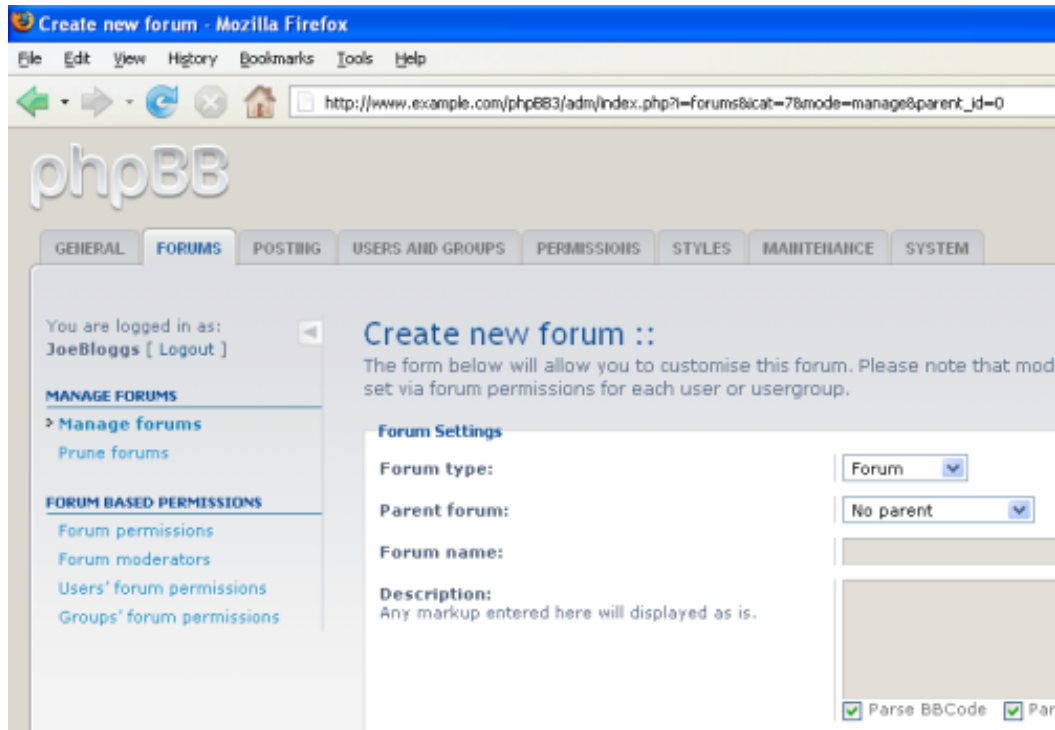 Create new forum - Mozilla Firefox
File Edit View History Bookmarks Tools Help
http://www.example.com/phpBB3/adm/index.php?i=forums&icat=7&mode=manage&parent_id=0
phpBB
GENERAL FORUMS POSTING USERS AND GROUPS PERMISSIONS STYLES MAINTENANCE SYSTEM
You are logged in as:
JoeBloggs [ Logout ]
MANAGE FORUMS
Manage forums
Prune forums
FORUM BASED PERMISSIONS
Forum permissions
Forum moderators
Users' forum permissions
Groups' forum permissions
Create new forum ::
The form below will allow you to customise this forum. Please note that mod
set via forum permissions for each user or usergroup.
Forum Settings
Forum type: Forum
Parent forum: No parent
Forum name:
Description:
Any markup entered here will displayed as is.
Parse BBCode Par